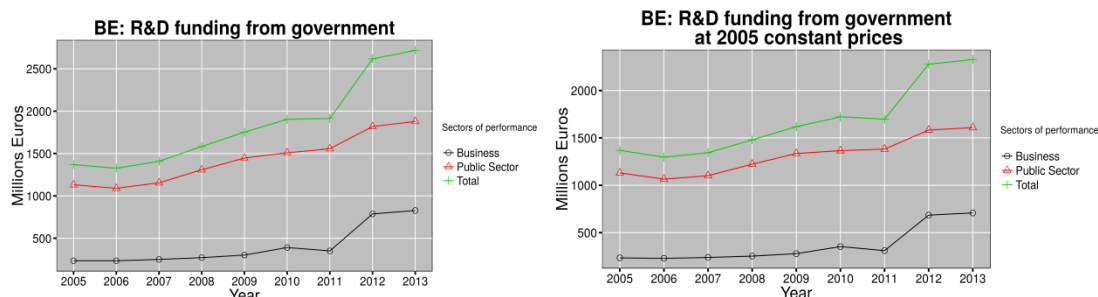 BE: R&D funding from government
Millions Euros
2500
2000
1500
1000
500
2005 2006 2007 2008 2009 2010 2011 2012 2013
Year
Sectors of performance
Business
Public Sector
Total
BE: R&D funding from government
at 2005 constant prices
Millions Euros
2000
1500
1000
500
2005 2006 2007 2008 2009 2010 2011 2012 2013
Year
Sectors of performance
Business
Public Sector
Total